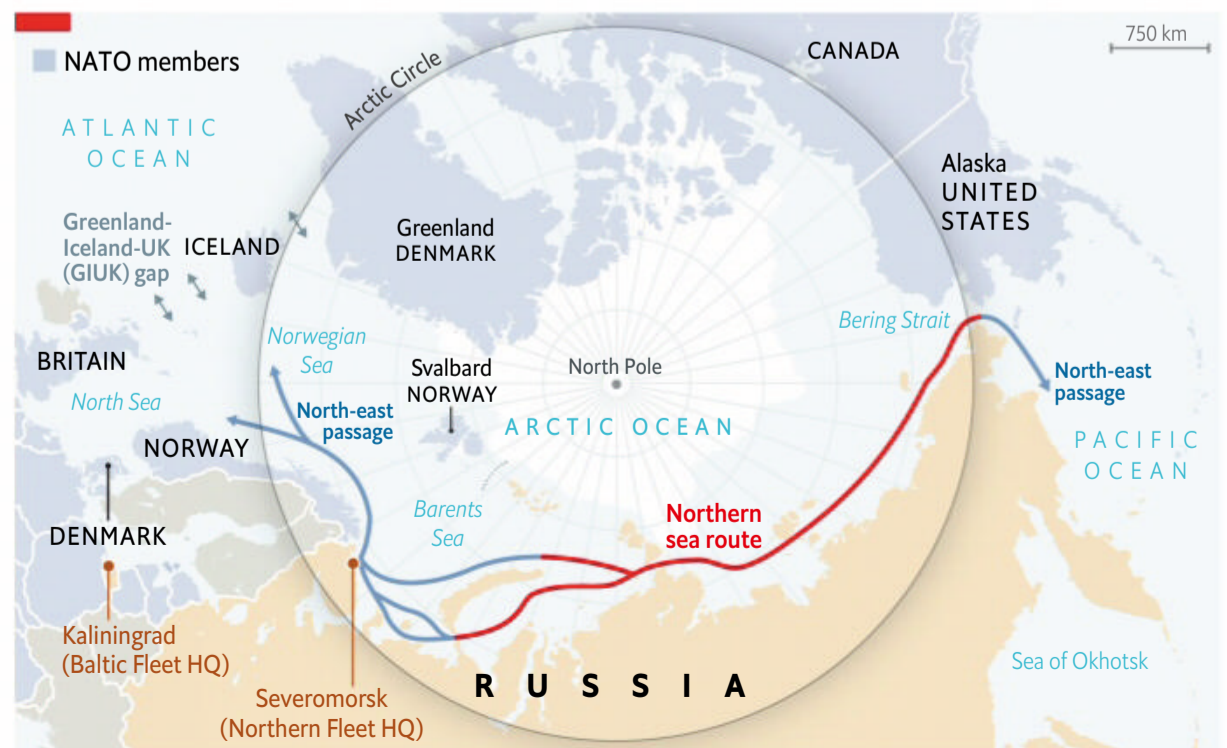 NATO members
Arctic Circle
CANADA
750 km
ATLANTIC
OCEAN
Alaska
UNITED
STATES
Greenland-
Iceland-UK
(GIUK) gap
ICELAND
Greenland
DENMARK
Bering Strait
Norwegian
Sea
BRITAIN
North Sea
Svalbard
NORWAY
North Pole
North-east
passage
North-east
passage
ARCTIC OCEAN
PACIFIC
OCEAN
NORWAY
Barents
Sea
Northern
sea route
DENMARK
Kaliningrad
(Baltic Fleet HQ)
Severomorsk
(Northern Fleet HQ)
RUSSIA
Sea of Okhotsk